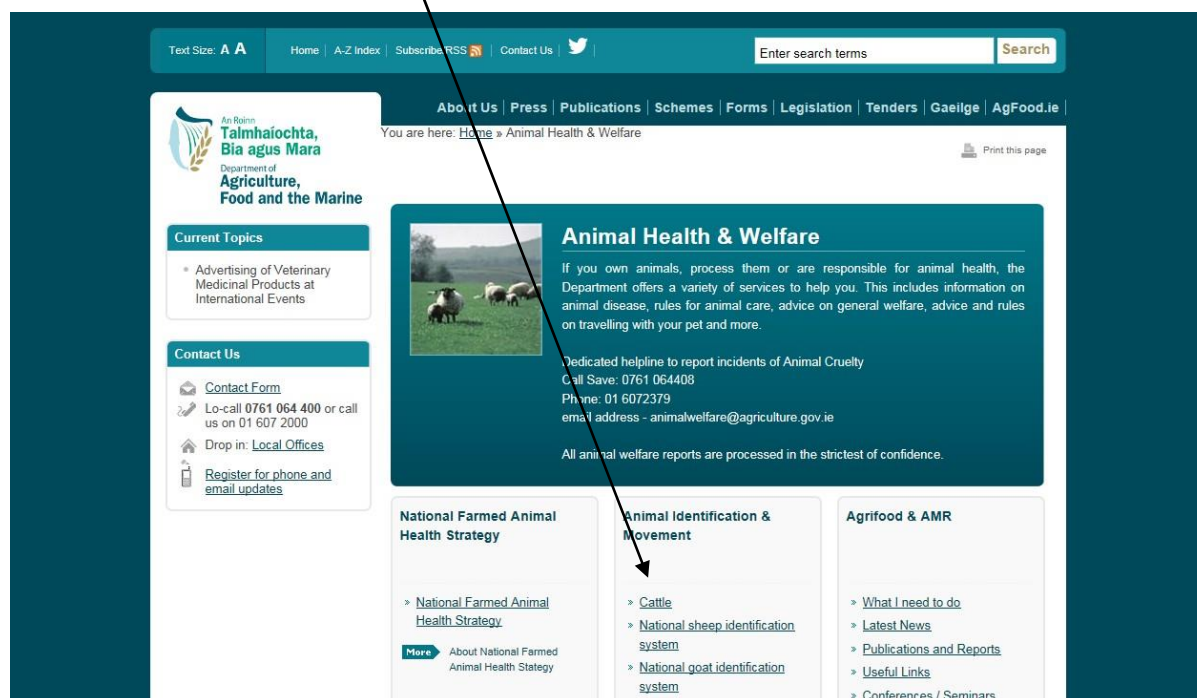 Text Size: A A
Home | A-Z Index | Subscribe RSS | Contact Us |
Enter search terms
Search
About Us | Press | Publications | Schemes | Forms | Legislation | Tenders | Gaeilge | AgFood.ie |
An Roinn
Talmhaíochta,
Bia agus Mara
Department of
Agriculture,
Food and the Marine
You are here: Home » Animal Health & Welfare
Print this page
Current Topics
Advertising of Veterinary
Medicinal Products at
International Events
Contact Us
Contact Form
Lo-call 0761 064 400 or call
us on 01 607 2000
Drop in: Local Offices
Register for phone and
email updates
Animal Health & Welfare
If you own animals, process them or are responsible for animal health, the
Department offers a variety of services to help you. This includes information on
animal disease, rules for animal care, advice on general welfare, advice and rules
on travelling with your pet and more.
Dedicated helpline to report incidents of Animal Cruelty
Call Save: 0761 064408
Phone: 01 6072379
email address - animalwelfare@agriculture.gov.ie
All animal welfare reports are processed in the strictest of confidence.
National Farmed Animal
Health Strategy
» National Farmed Animal
Health Strategy
More
About National Farmed
Animal Health Stategy
Animal Identification &
Movement
» Cattle
» National sheep identification
system
» National goat identification
system
Agrifood & AMR
» What I need to do
» Latest News
» Publications and Reports
» Useful Links
» Conferences / Seminars